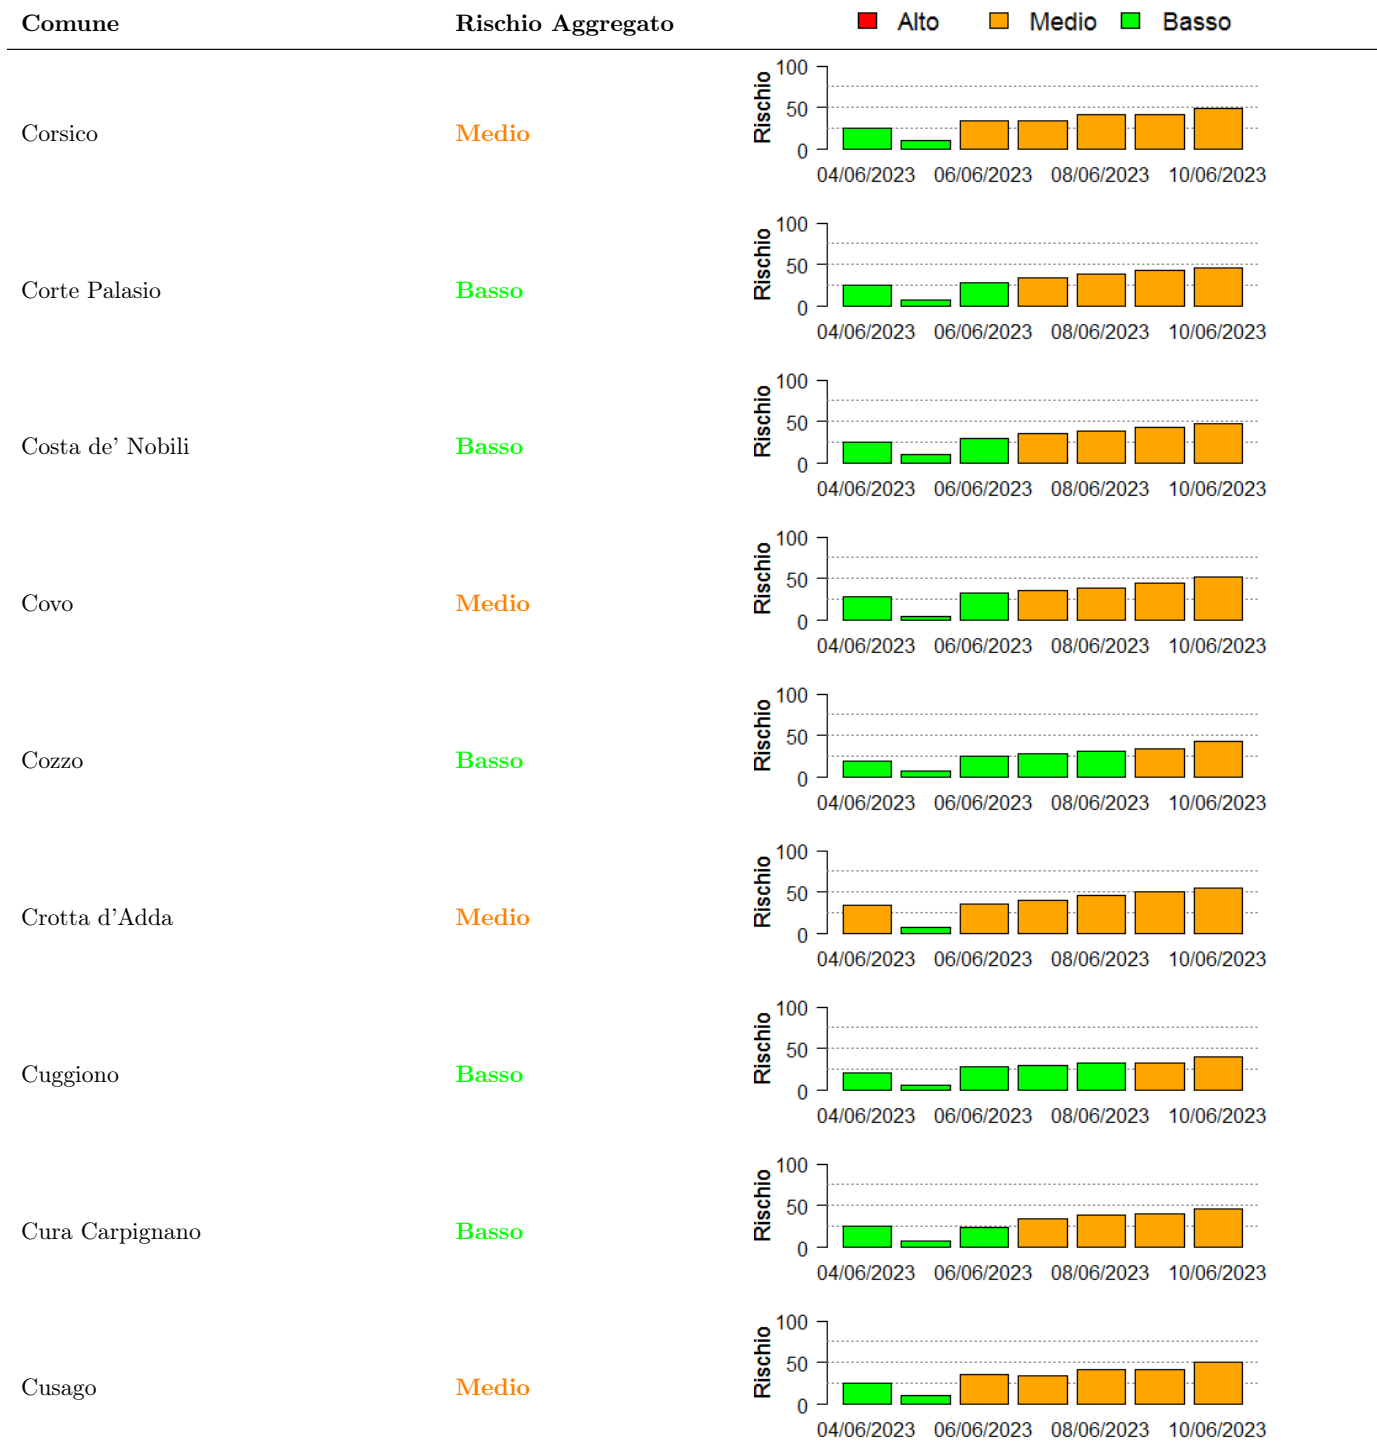 Comune Rischio Aggregato Alto Medio Basso
100
50
0
Rischio
Corsico Medio
04/06/2023 06/06/2023 08/06/2023 10/06/2023
100
50
0
Rischio
Corte Palasio Basso
04/06/2023 06/06/2023 08/06/2023 10/06/2023
100
50
0
Rischio
Costa de' Nobili Basso
04/06/2023 06/06/2023 08/06/2023 10/06/2023
100
50
0
Rischio
Covo Medio
04/06/2023 06/06/2023 08/06/2023 10/06/2023
100
50
0
Rischio
Cozzo Basso
04/06/2023 06/06/2023 08/06/2023 10/06/2023
100
50
0
Rischio
Crotta d'Adda Medio
04/06/2023 06/06/2023 08/06/2023 10/06/2023
100
50
0
Rischio
Cuggiono Basso
04/06/2023 06/06/2023 08/06/2023 10/06/2023
100
50
0
Rischio
Cura Carpignano Basso
04/06/2023 06/06/2023 08/06/2023 10/06/2023
100
50
0
Rischio
Cusago Medio
04/06/2023 06/06/2023 08/06/2023 10/06/2023